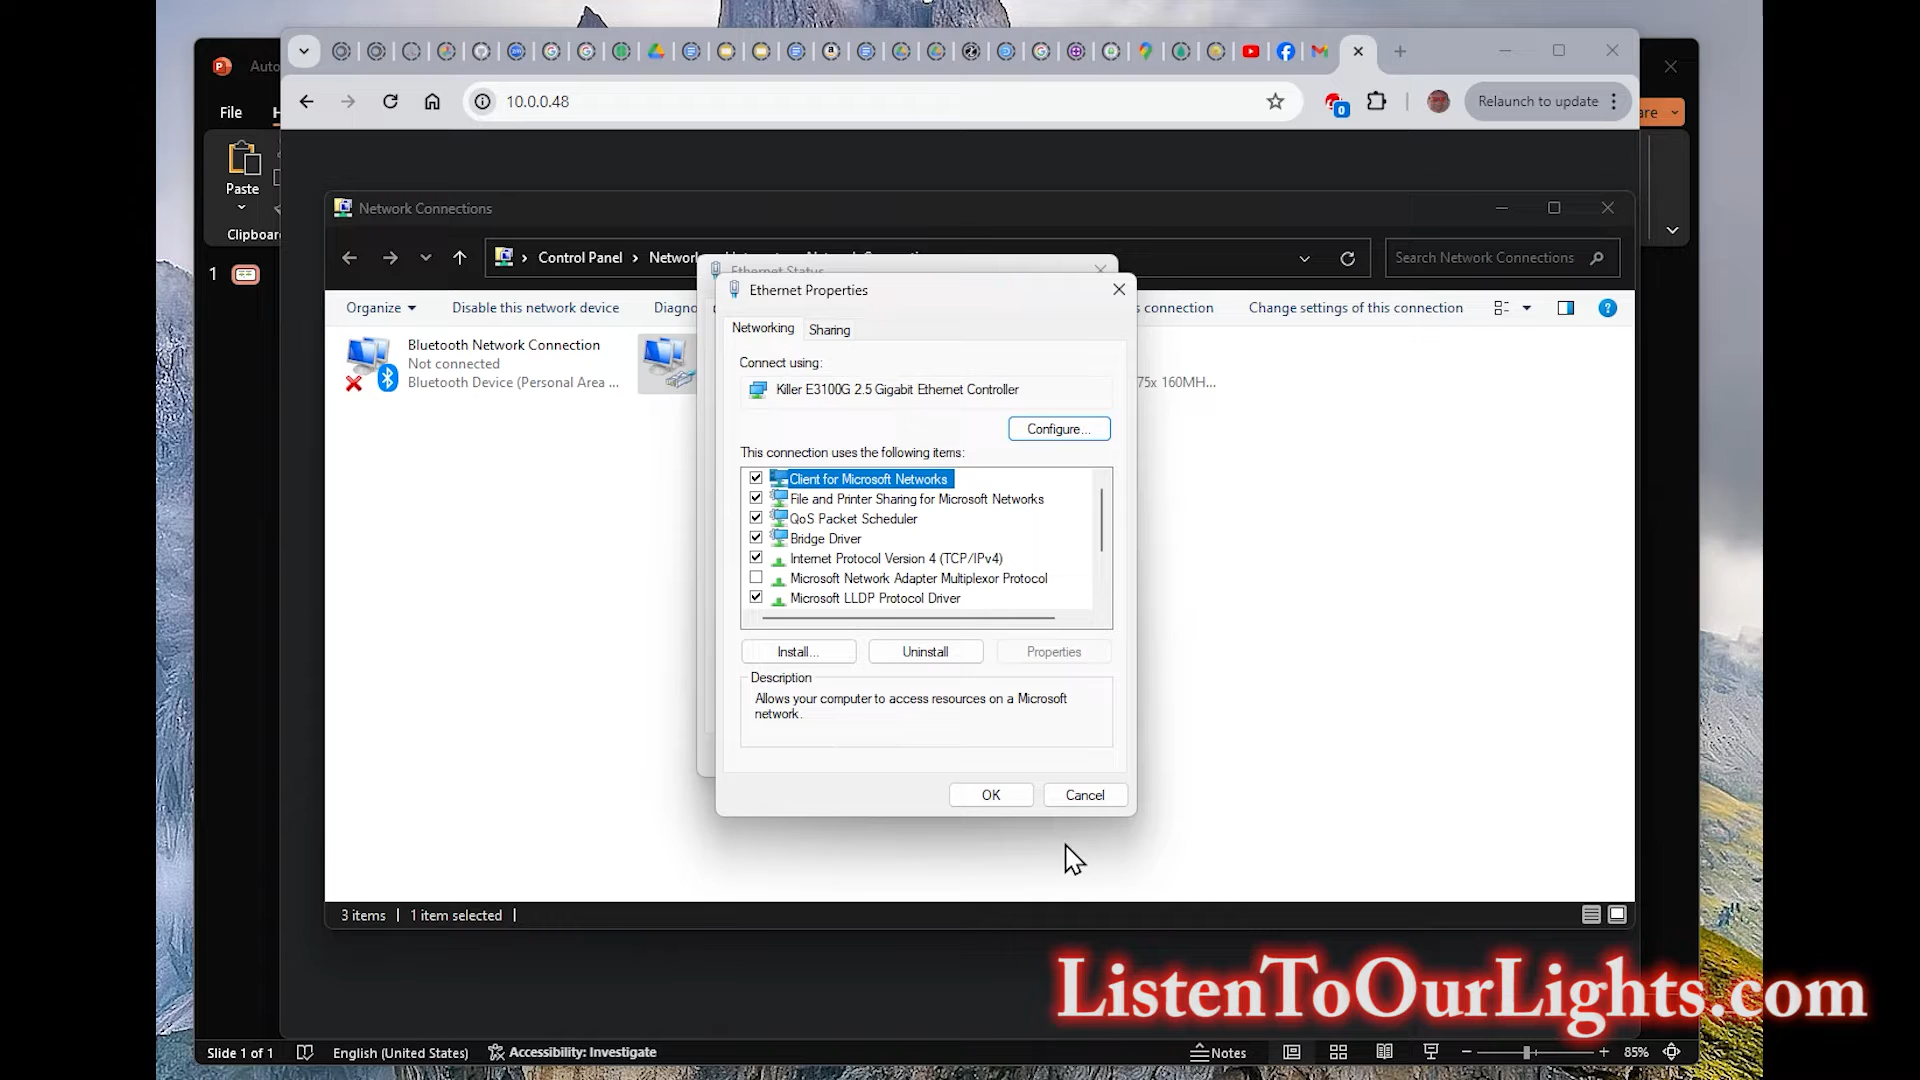 Auto
File
10.0.0.48
Relaunch to update
Paste
Clipboar
Network Connections
Control Panel
Network
Search Network Connections
1
Ethernet Status
Ethernet Properties
Organize
Disable this network device
Diagno
connection
Change settings of this connection
Bluetooth Network Connection
Not connected
Bluetooth Device (Personal Area ...
75x 160MH...
Networking
Sharing
Connect using:
Killer E3100G 2.5 Gigabit Ethernet Controller
Configure...
This connection uses the following items:
Client for Microsoft Networks
File and Printer Sharing for Microsoft Networks
QoS Packet Scheduler
Bridge Driver
Internet Protocol Version 4 (TCP/IPv4)
Microsoft Network Adapter Multiplexor Protocol
Microsoft LLDP Protocol Driver
Install...
Uninstall
Properties
Description
Allows your computer to access resources on a Microsoft
network.
OK
Cancel
3 items
1 item selected
ListenToOurLights.com
Slide 1 of 1
English (United States)
Accessibility: Investigate
Notes
85%